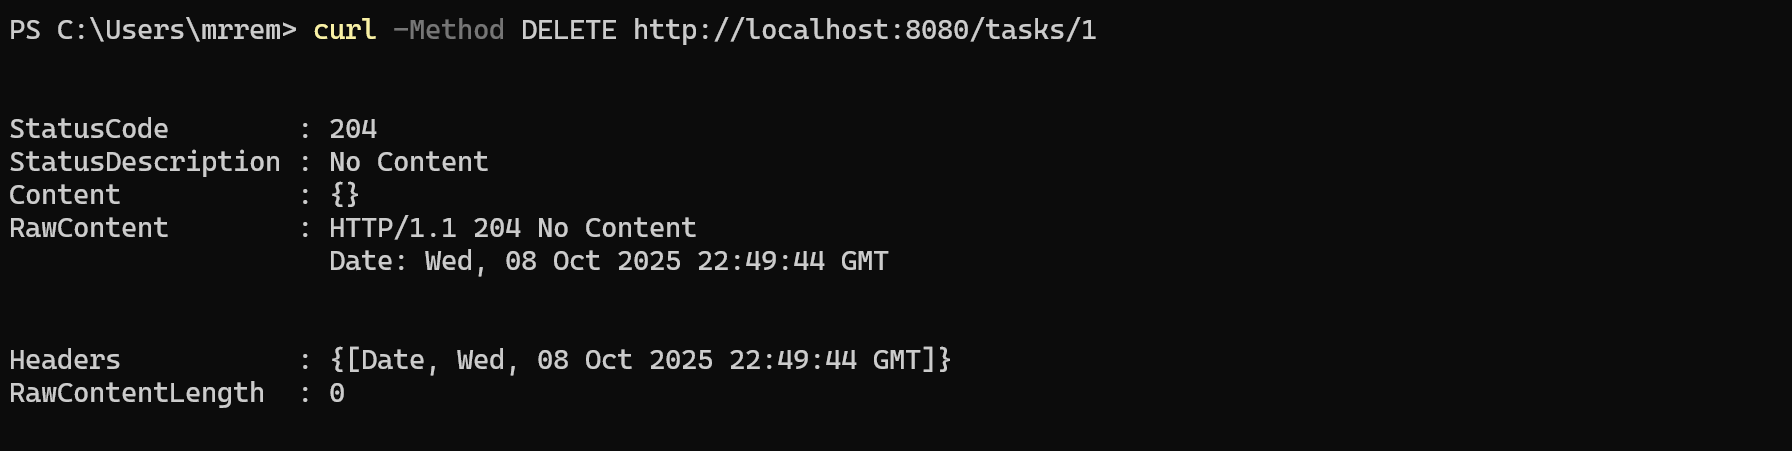 PS C:\Users\mrrem> curl -Method DELETE http://localhost:8080/tasks/1
StatusCode        : 204
StatusDescription : No Content
Content           : {}
RawContent        : HTTP/1.1 204 No Content
                    Date: Wed, 08 Oct 2025 22:49:44 GMT
Headers           : {[Date, Wed, 08 Oct 2025 22:49:44 GMT]}
RawContentLength  : 0